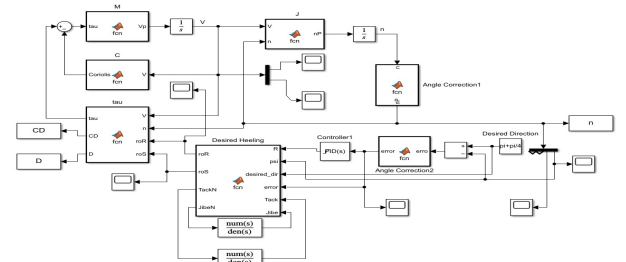 M
tau
fcn
Vp
1
s
V
J
V
n
fcn
nP
1
s
n
C
Coriolis
fcn
V
fcn
Angle Correction1
tau
tau
CD
D
fcn
V
n
roR
roS
CD
D
n
Desired Heeling
roR
roS
TackN
JibeN
fcn
R
psi
desired_dir
error
Tack
Jibe
Controller1
PID(s)
error
fcn
erro
Angle Correction2
Desired Direction
pi+pi/4
num(s)
den(s)
num(s)
den(s)